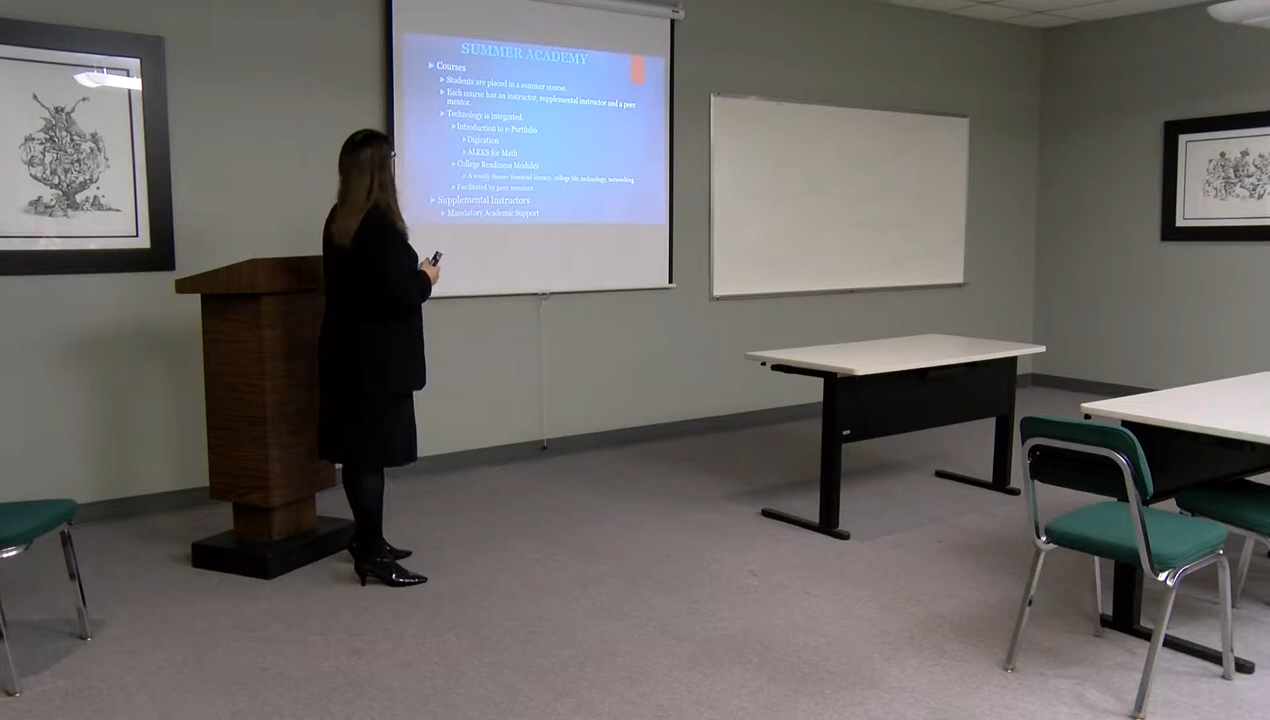 SUMMER ACADEMY
Courses
Students are placed in a summer course.
Each course has an instructor, supplemental instructor and a peer
mentor.
Technology is integrated.
Introduction to e-Portfolio
Digication
ALEKS for Math
College Readiness Modules
A weekly theme: financial literacy, college life, technology, networking
Facilitated by peer mentors
Supplemental Instructors
Mandatory Academic Support